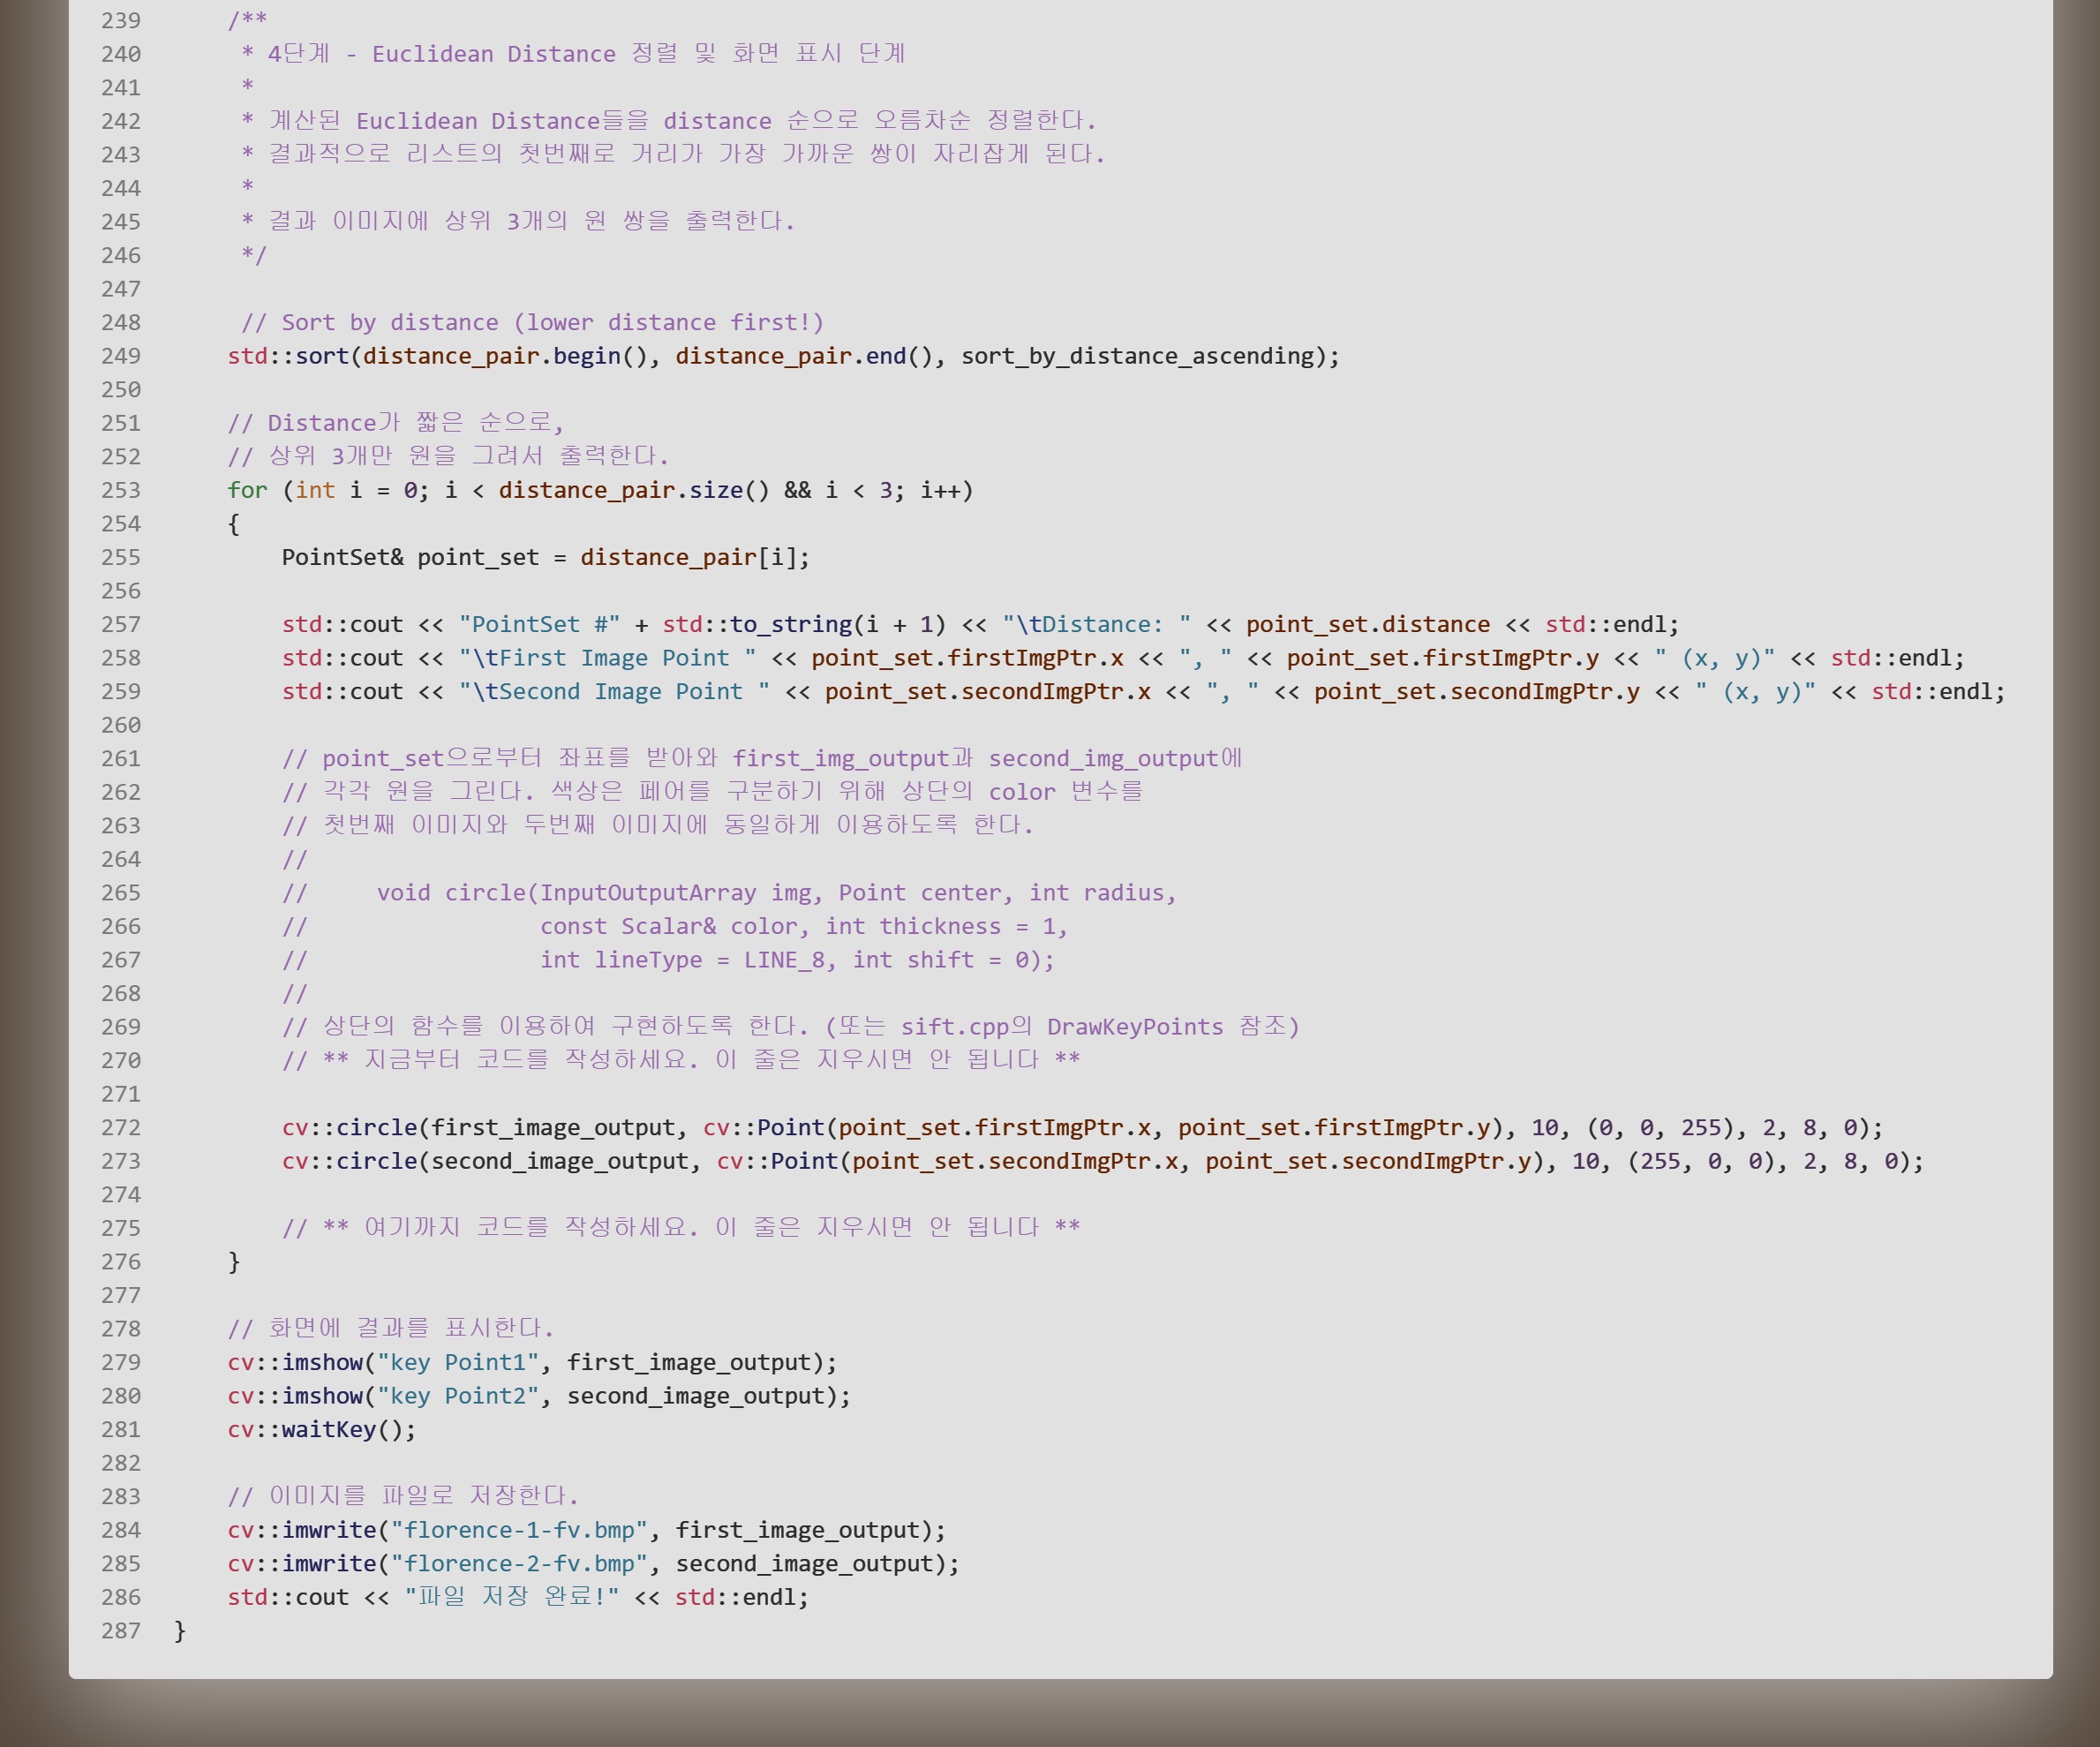 239 /**
240 * 4단계 - Euclidean Distance 정렬 및 화면 표시 단계
241 *
242 * 계산된 Euclidean Distance들을 distance 순으로 오름차순 정렬한다.
243 * 결과적으로 리스트의 첫번째로 거리가 가장 가까운 쌍이 자리잡게 된다.
244 *
245 * 결과 이미지에 상위 3개의 원 쌍을 출력한다.
246 */
247
248 // Sort by distance (lower distance first!)
249 std::sort(distance_pair.begin(), distance_pair.end(), sort_by_distance_ascending);
250
251 // Distance가 짧은 순으로,
252 // 상위 3개만 원을 그려서 출력한다.
253 for (int i = 0; i < distance_pair.size() && i < 3; i++)
254 {
255 PointSet& point_set = distance_pair[i];
256
257 std::cout << "PointSet #" + std::to_string(i + 1) << "\tDistance: " << point_set.distance << std::endl;
258 std::cout << "\tFirst Image Point " << point_set.firstImgPtr.x << ", " << point_set.firstImgPtr.y << " (x, y)" << std::endl;
259 std::cout << "\tSecond Image Point " << point_set.secondImgPtr.x << ", " << point_set.secondImgPtr.y << " (x, y)" << std::endl;
260
261 // point_set으로부터 좌표를 받아와 first_img_output과 second_img_output에
262 // 각각 원을 그린다. 색상은 페어를 구분하기 위해 상단의 color 변수를
263 // 첫번째 이미지와 두번째 이미지에 동일하게 이용하도록 한다.
264 //
265 // void circle(InputOutputArray img, Point center, int radius,
266 // const Scalar& color, int thickness = 1,
267 // int lineType = LINE_8, int shift = 0);
268 //
269 // 상단의 함수를 이용하여 구현하도록 한다. (또는 sift.cpp의 DrawKeyPoints 참조)
270 // ** 지금부터 코드를 작성하세요. 이 줄은 지우시면 안 됩니다 **
271
272 cv::circle(first_image_output, cv::Point(point_set.firstImgPtr.x, point_set.firstImgPtr.y), 10, (0, 0, 255), 2, 8, 0);
273 cv::circle(second_image_output, cv::Point(point_set.secondImgPtr.x, point_set.secondImgPtr.y), 10, (255, 0, 0), 2, 8, 0);
274
275 // ** 여기까지 코드를 작성하세요. 이 줄은 지우시면 안 됩니다 **
276 }
277
278 // 화면에 결과를 표시한다.
279 cv::imshow("key Point1", first_image_output);
280 cv::imshow("key Point2", second_image_output);
281 cv::waitKey();
282
283 // 이미지를 파일로 저장한다.
284 cv::imwrite("florence-1-fv.bmp", first_image_output);
285 cv::imwrite("florence-2-fv.bmp", second_image_output);
286 std::cout << "파일 저장 완료!" << std::endl;
287 }